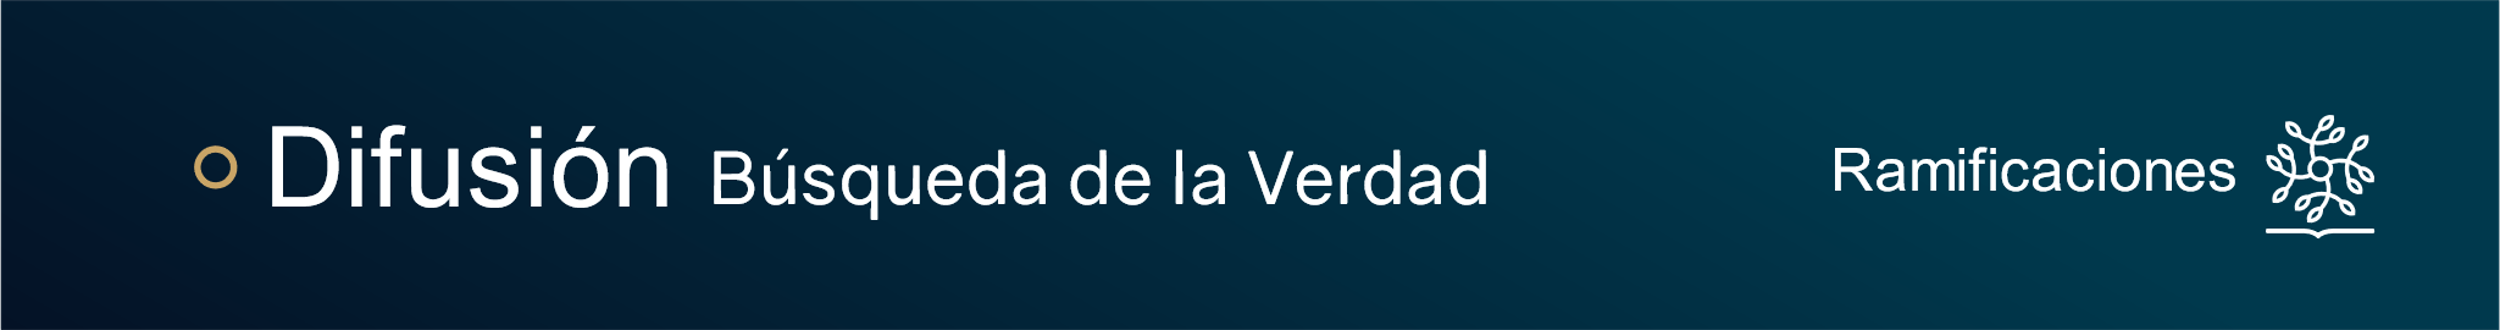 Difusión Búsqueda de la Verdad Ramificaciones